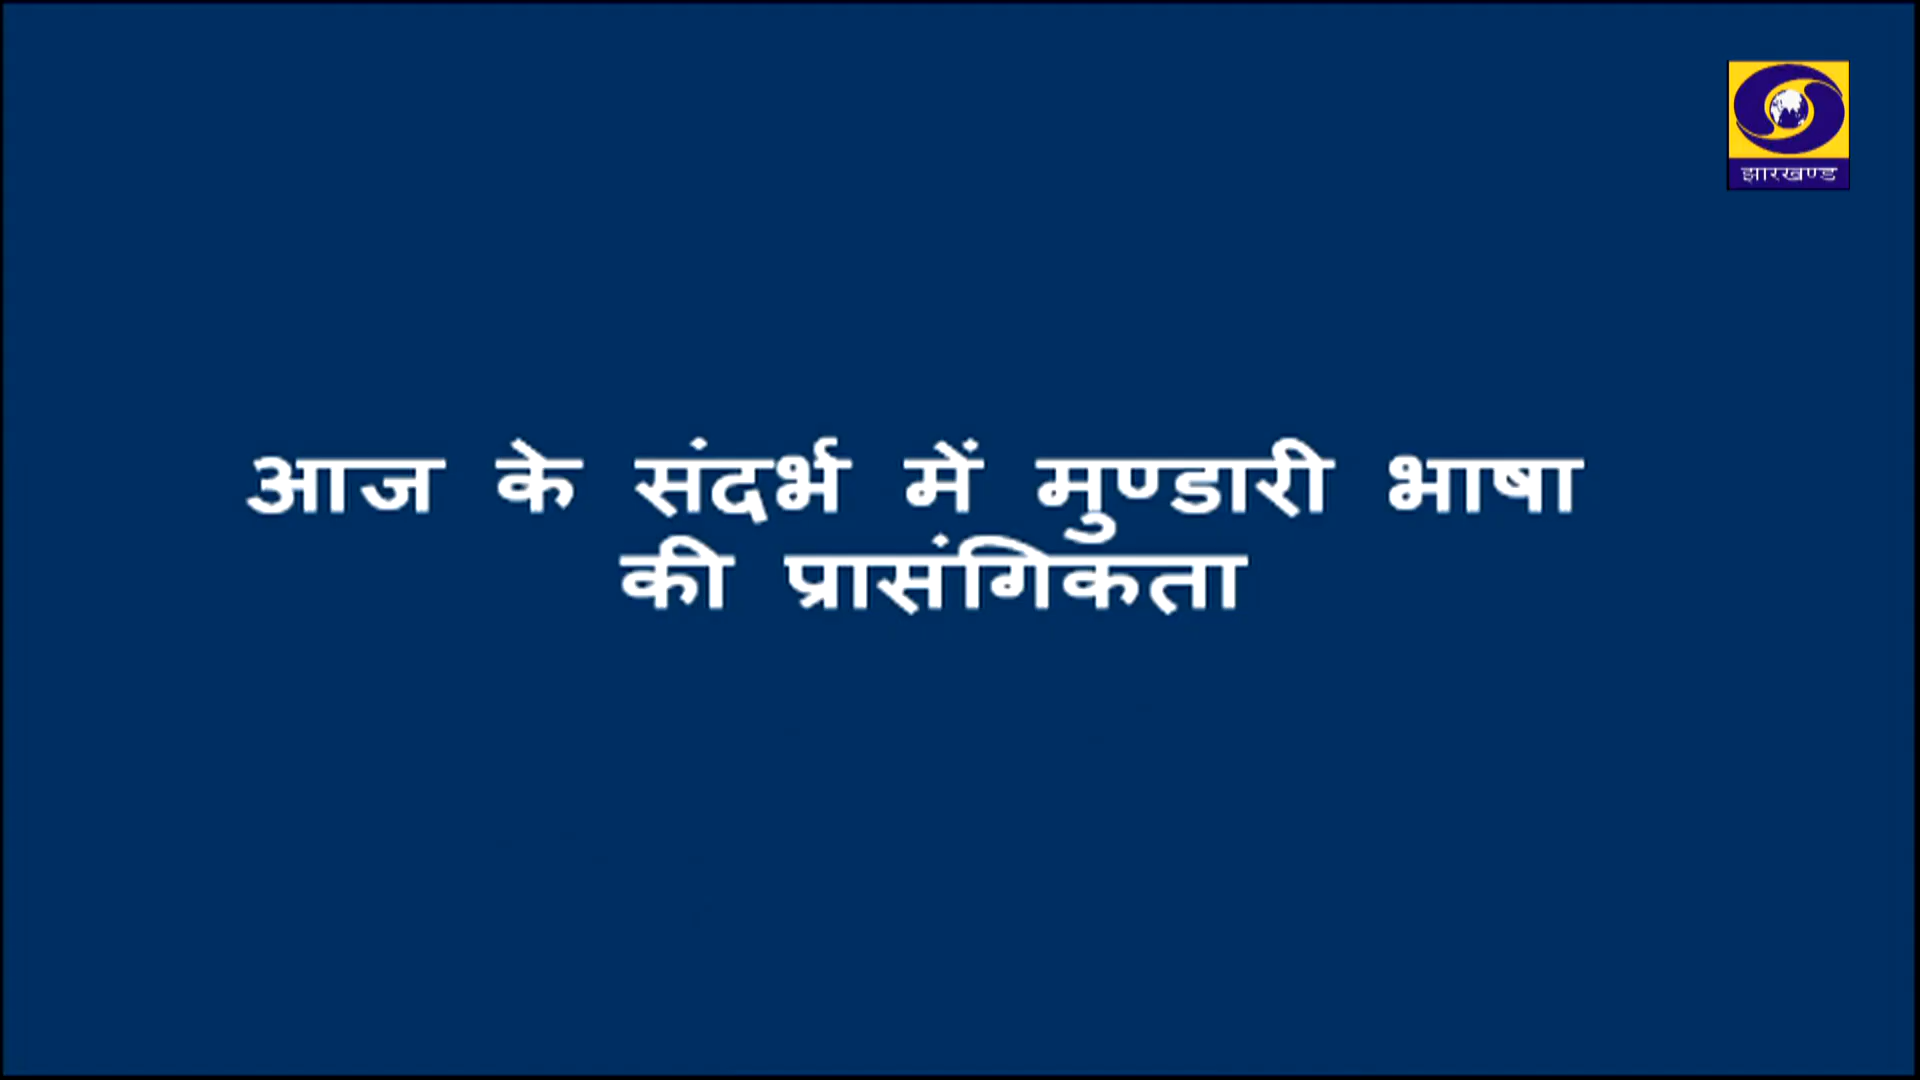 झारखण्ड
आज के संदर्भ में मुण्डारी भाषा
की प्रासंगिकता